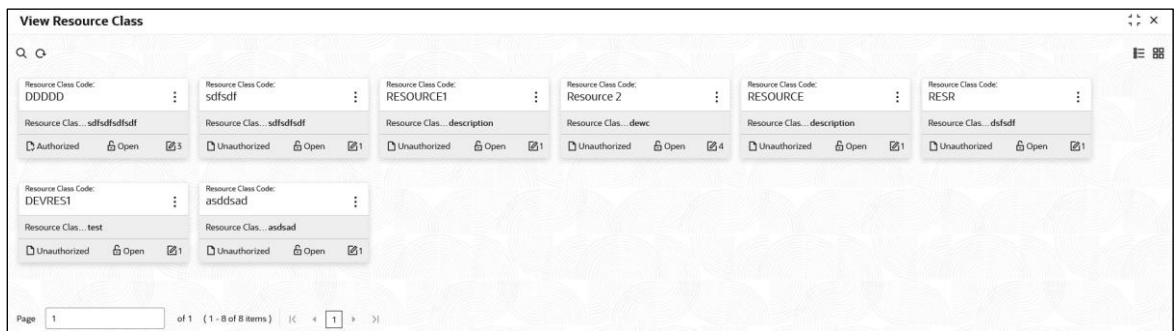 View Resource Class
Resource Class Code: Resource Class Code: Resource Class Code: Resource Class Code: Resource Class Code: Resource Class Code:
DDDDD sdfsdf RESOURCE1 Resource 2 RESOURCE RESR
Resource Clas... sdfsdfsdfsdf Resource Clas... sdfsdfsdf Resource Clas... description Resource Clas... dewc Resource Clas... description Resource Clas... dsfsdf
Authorized Open 3 Unauthorized Open 1 Unauthorized Open 1 Unauthorized Open 4 Unauthorized Open 1 Unauthorized Open 1
Resource Class Code: Resource Class Code:
DEVRES1 asddsad
Resource Clas... test Resource Clas... asdsad
Unauthorized Open 1 Unauthorized Open 1
Page 1 of 1 (1 - 8 of 8 items) 1